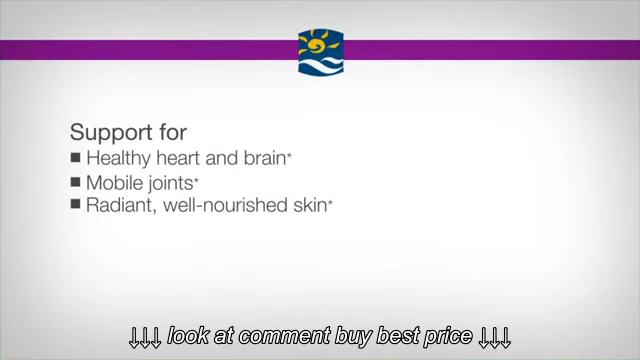 Support for
■ Healthy heart and brain*
■ Mobile joints*
■ Radiant, well-nourished skin*
↓↓↓ look at comment buy best price ↓↓↓